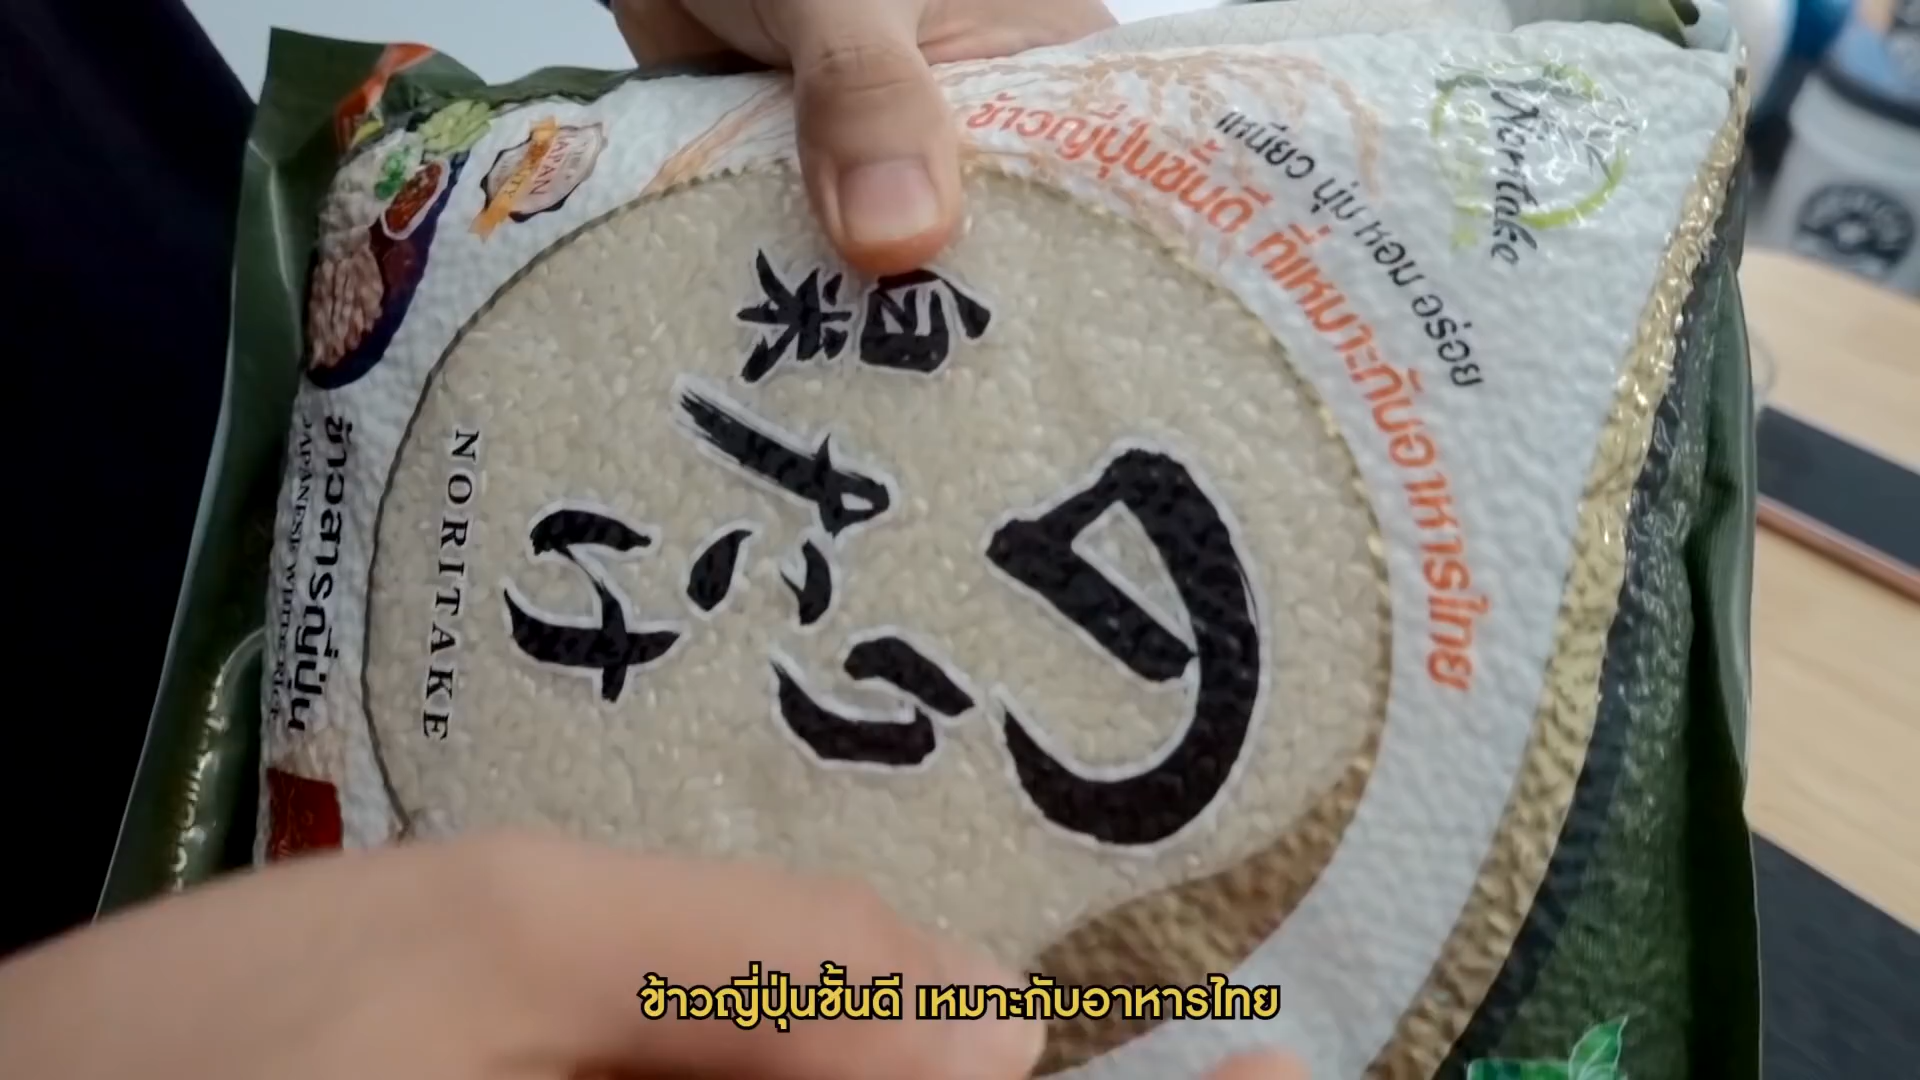 Noritake
เหนียว นุ่ม หอม อร่อย
ข้าวญี่ปุ่นชั้นดี ที่เหมาะกับอาหารไทย
白米
のりたけ
NORITAKE
ข้าวสารญี่ปุ่น
JAPANESE WHITE RICE
JAPAN
ข้าวญี่ปุ่นชั้นดี เหมาะกับอาหารไทย